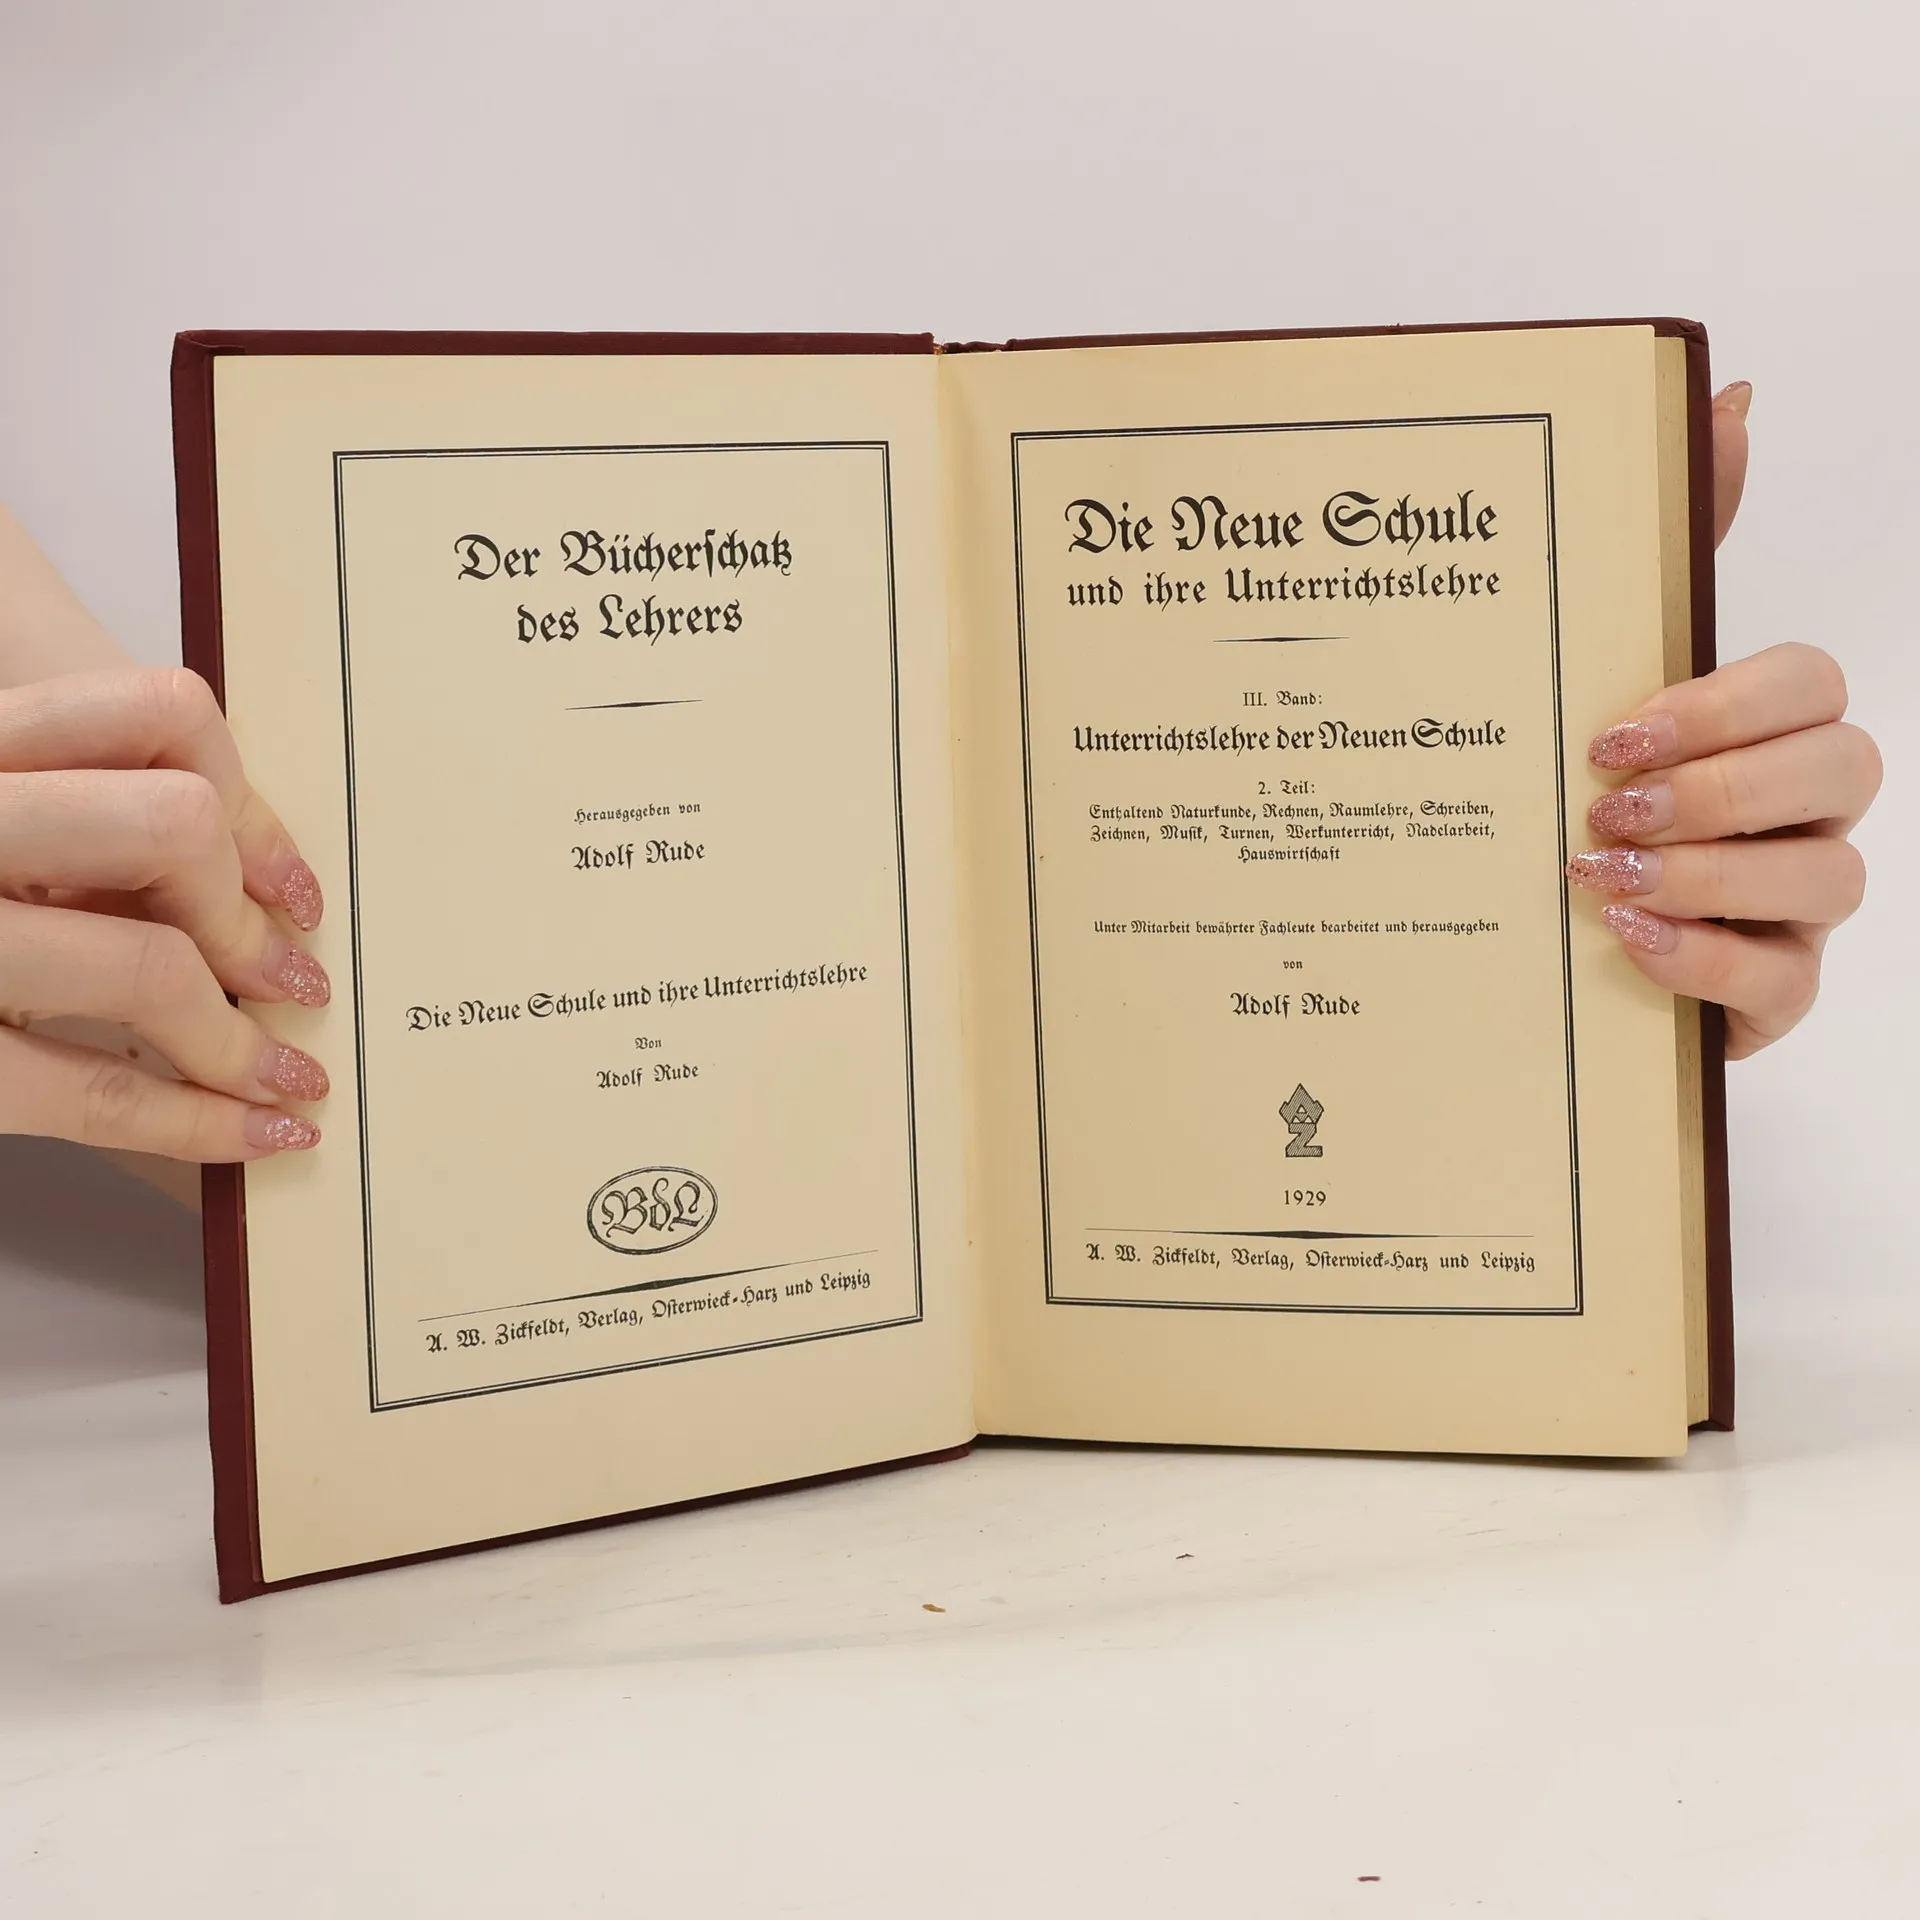 Der Bücherſchatz
des Lehrers
Herausgegeben von
Adolf Rude
Die Neue Schule und ihre Unterrichtslehre
Von
Adolf Rude
BdL
A. W. Zickfeldt, Verlag, Oſterwieck-Harz und Leipzig
Die Neue Schule
und ihre Unterrichtslehre
III. Band:
Unterrichtslehre der Neuen Schule
2. Teil:
Enthaltend Naturkunde, Rechnen, Raumlehre, Schreiben,
Zeichnen, Muſik, Turnen, Werkunterricht, Nadelarbeit,
Hauswirtſchaft
Unter Mitarbeit bewährter Fachleute bearbeitet und herausgegeben
von
Adolf Rude
AWZ
1929
A. W. Zickfeldt, Verlag, Oſterwieck-Harz und Leipzig